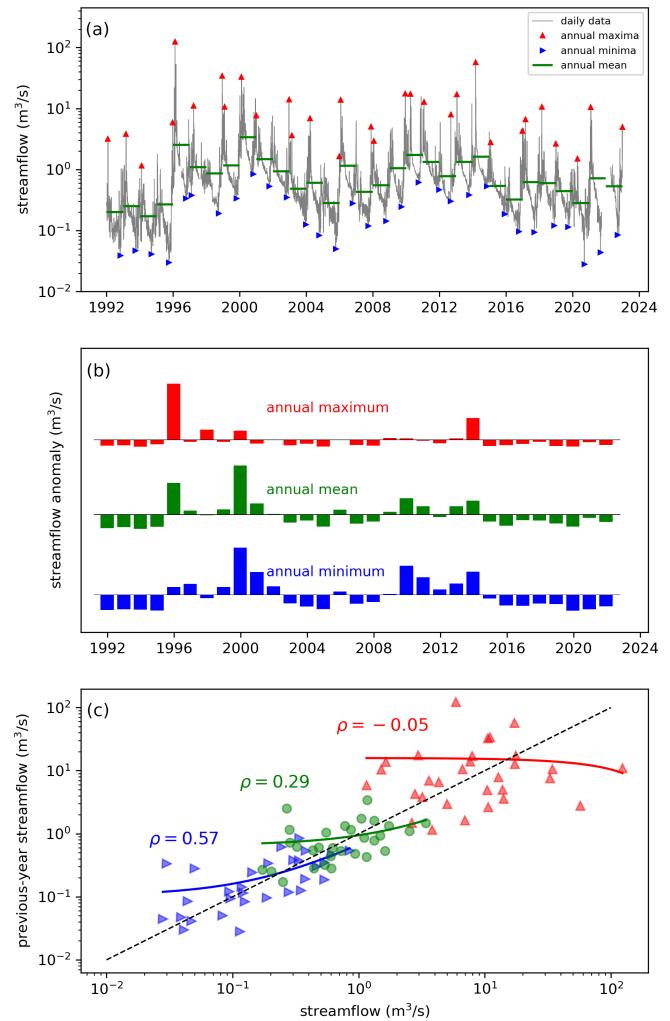 (a)
daily data
annual maxima
annual minima
annual mean
streamflow (m³/s)
10²
10¹
10⁰
10⁻¹
10⁻²
1992 1996 2000 2004 2008 2012 2016 2020 2024
(b)
annual maximum
annual mean
annual minimum
streamflow anomaly (m³/s)
1992 1996 2000 2004 2008 2012 2016 2020 2024
(c)
ρ = −0.05
ρ = 0.29
ρ = 0.57
previous-year streamflow (m³/s)
10²
10¹
10⁰
10⁻¹
10⁻²
10⁻² 10⁻¹ 10⁰ 10¹ 10²
streamflow (m³/s)